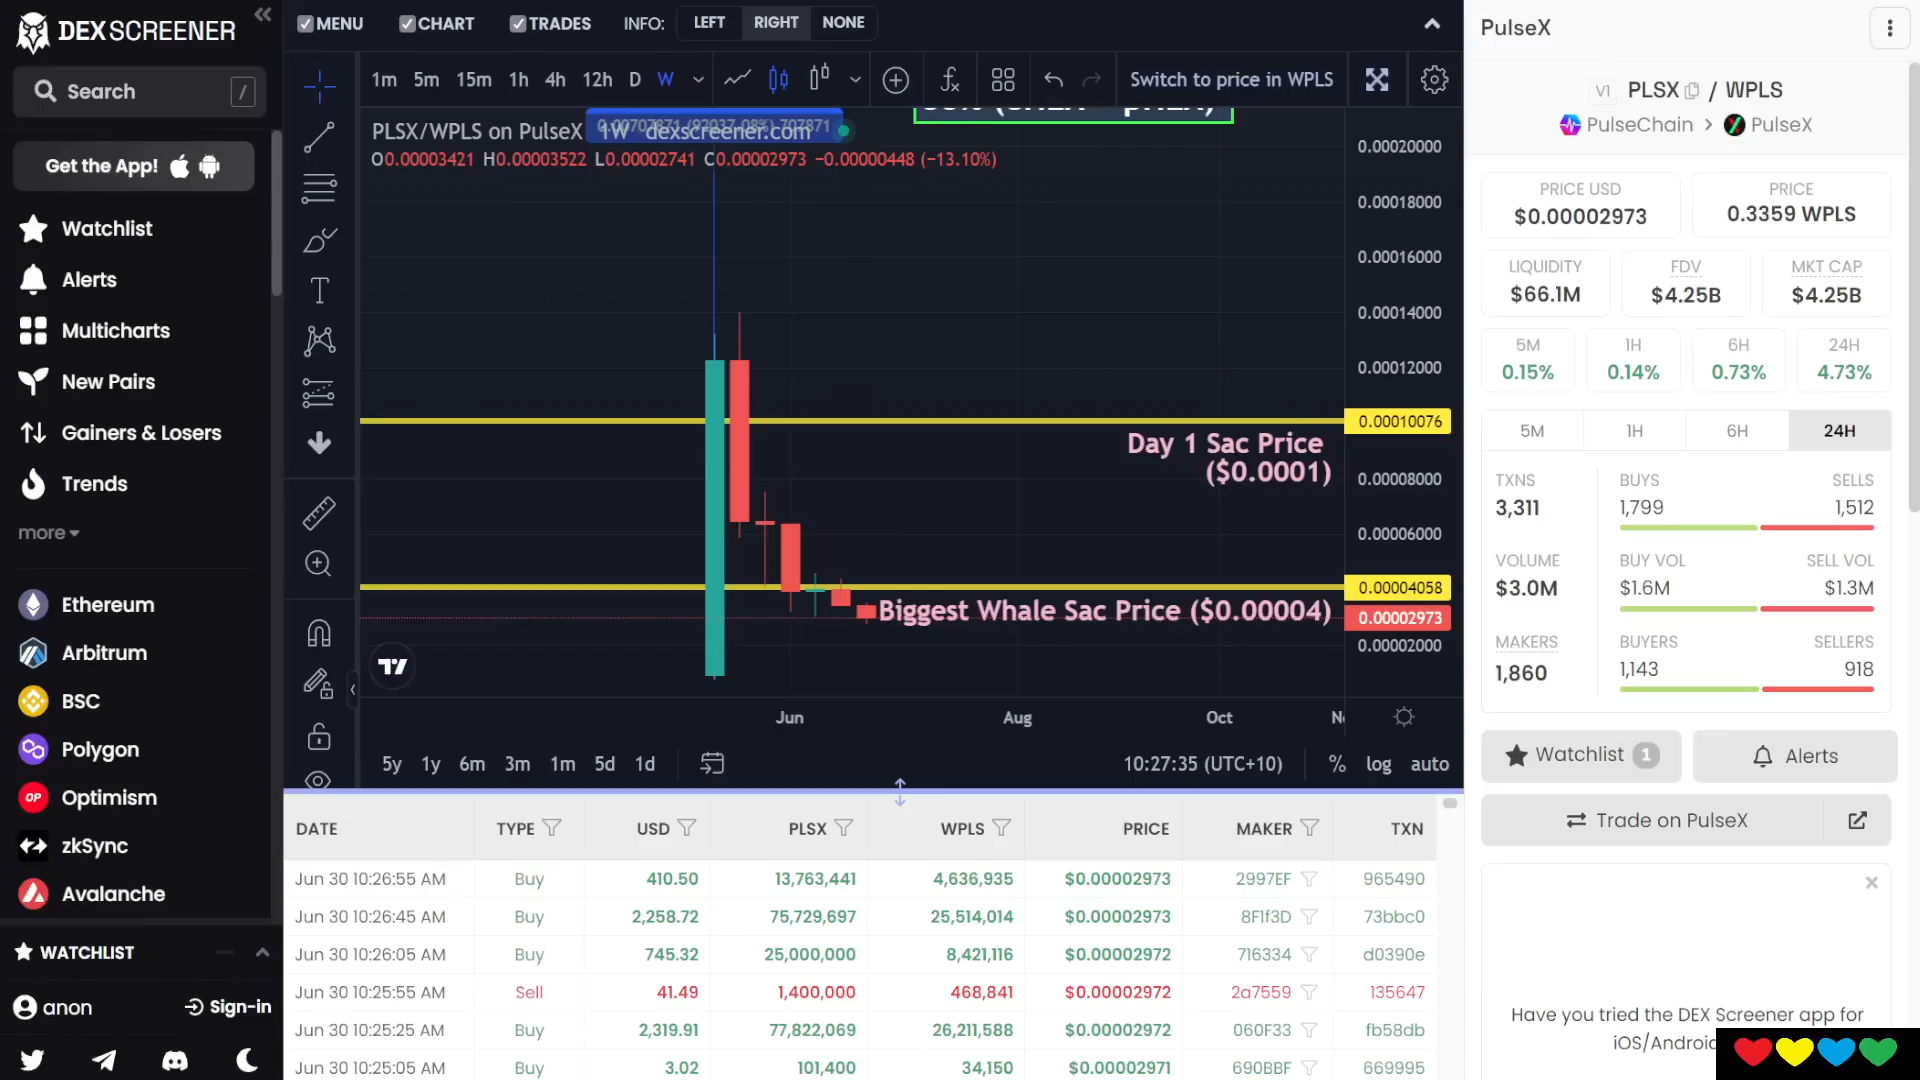 DEX SCREENER
Search /
Get the App!
Watchlist
Alerts
Multicharts
New Pairs
Gainers & Losers
Trends
more
Ethereum
Arbitrum
BSC
Polygon
Optimism
zkSync
Avalanche
WATCHLIST
anon Sign-in
MENU CHART TRADES INFO: LEFT RIGHT NONE
1m 5m 15m 1h 4h 12h D W Switch to price in WPLS
PLSX/WPLS on PulseX 1W dexscreener.com
O0.00003421 H0.00003522 L0.00002741 C0.00002973 −0.00000448 (−13.10%)
0.00020000
0.00018000
0.00016000
0.00014000
0.00012000
0.00010076
Day 1 Sac Price
($0.0001)
0.00008000
0.00006000
0.00004058
Biggest Whale Sac Price ($0.00004)
0.00002973
0.00002000
Jun Aug Oct
5y 1y 6m 3m 1m 5d 1d 10:27:35 (UTC+10) % log auto
DATE TYPE USD PLSX WPLS PRICE MAKER TXN
Jun 30 10:26:55 AM Buy 410.50 13,763,441 4,636,935 $0.00002973 2997EF 965490
Jun 30 10:26:45 AM Buy 2,258.72 75,729,697 25,514,014 $0.00002973 8F1f3D 73bbc0
Jun 30 10:26:05 AM Buy 745.32 25,000,000 8,421,116 $0.00002972 716334 d0390e
Jun 30 10:25:55 AM Sell 41.49 1,400,000 468,841 $0.00002972 2a7559 135647
Jun 30 10:25:25 AM Buy 2,319.91 77,822,069 26,211,588 $0.00002972 060F33 fb58db
Jun 30 10:25:05 AM Buy 3.02 101,400 34,150 $0.00002971 690BBF 669995
PulseX
V1 PLSX / WPLS
PulseChain > PulseX
PRICE USD PRICE
$0.00002973 0.3359 WPLS
LIQUIDITY FDV MKT CAP
$66.1M $4.25B $4.25B
5M 1H 6H 24H
0.15% 0.14% 0.73% 4.73%
5M 1H 6H 24H
TXNS BUYS SELLS
3,311 1,799 1,512
VOLUME BUY VOL SELL VOL
$3.0M $1.6M $1.3M
MAKERS BUYERS SELLERS
1,860 1,143 918
Watchlist 1 Alerts
Trade on PulseX
Have you tried the DEX Screener app for
iOS/Android